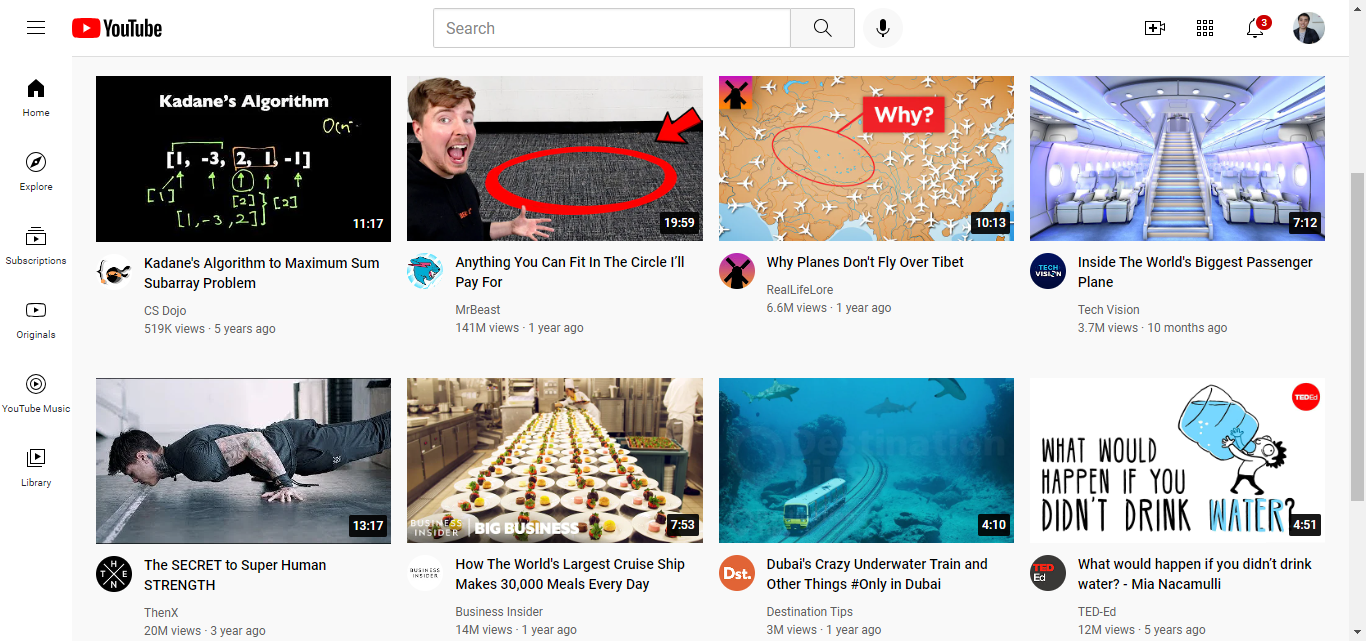 YouTube
Search
3
Home
Explore
Subscriptions
Originals
YouTube Music
Library
Kadane's Algorithm
[1, -3, 2, 1, -1]
[1]
[2]
[2]
[1,-3,2]
11:17
Kadane's Algorithm to Maximum Sum
Subarray Problem
CS Dojo
519K views · 5 years ago
19:59
Anything You Can Fit In The Circle I’ll
Pay For
MrBeast
141M views · 1 year ago
Why?
10:13
Why Planes Don't Fly Over Tibet
RealLifeLore
6.6M views · 1 year ago
7:12
TECH
VISION
Inside The World's Biggest Passenger
Plane
Tech Vision
3.7M views · 10 months ago
13:17
THENX
The SECRET to Super Human
STRENGTH
ThenX
20M views · 3 year ago
BUSINESS
INSIDER
BIG BUSINESS
7:53
BUSINESS
INSIDER
How The World's Largest Cruise Ship
Makes 30,000 Meals Every Day
Business Insider
14M views · 1 year ago
4:10
Dst.
Dubai's Crazy Underwater Train and
Other Things #Only in Dubai
Destination Tips
3M views · 1 year ago
TEDEd
WHAT WOULD
HAPPEN IF YOU
DIDN'T DRINK WATER?
4:51
TED
Ed
What would happen if you didn’t drink
water? - Mia Nacamulli
TED-Ed
12M views · 5 years ago